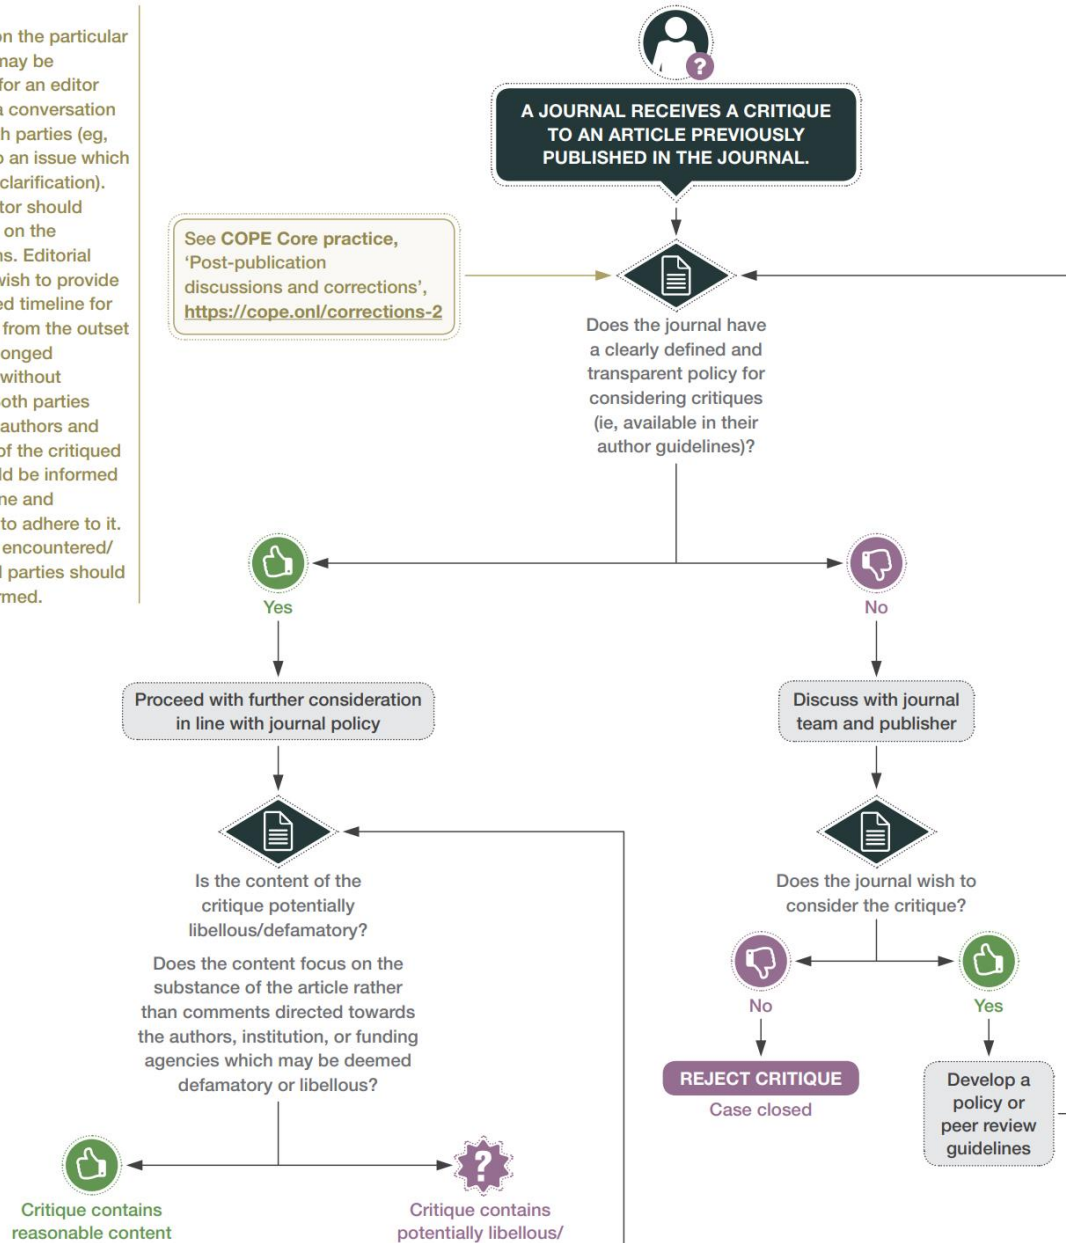 on the particular
may be
for an editor
a conversation
h parties (eg,
o an issue which
clarification).
tor should
on the
ns. Editorial
wish to provide
ed timeline for
from the outset
onged
without
oth parties
authors and
of the critiqued
ld be informed
ne and
to adhere to it.
encountered/
d parties should
rmed.
?
A JOURNAL RECEIVES A CRITIQUE
TO AN ARTICLE PREVIOUSLY
PUBLISHED IN THE JOURNAL.
See COPE Core practice,
‘Post-publication
discussions and corrections’,
https://cope.onl/corrections-2
Does the journal have
a clearly defined and
transparent policy for
considering critiques
(ie, available in their
author guidelines)?
Yes
No
Proceed with further consideration
in line with journal policy
Discuss with journal
team and publisher
Is the content of the
critique potentially
libellous/defamatory?
Does the content focus on the
substance of the article rather
than comments directed towards
the authors, institution, or funding
agencies which may be deemed
defamatory or libellous?
Does the journal wish to
consider the critique?
No
Yes
REJECT CRITIQUE
Case closed
Develop a
policy or
peer review
guidelines
Critique contains
reasonable content
?
Critique contains
potentially libellous/